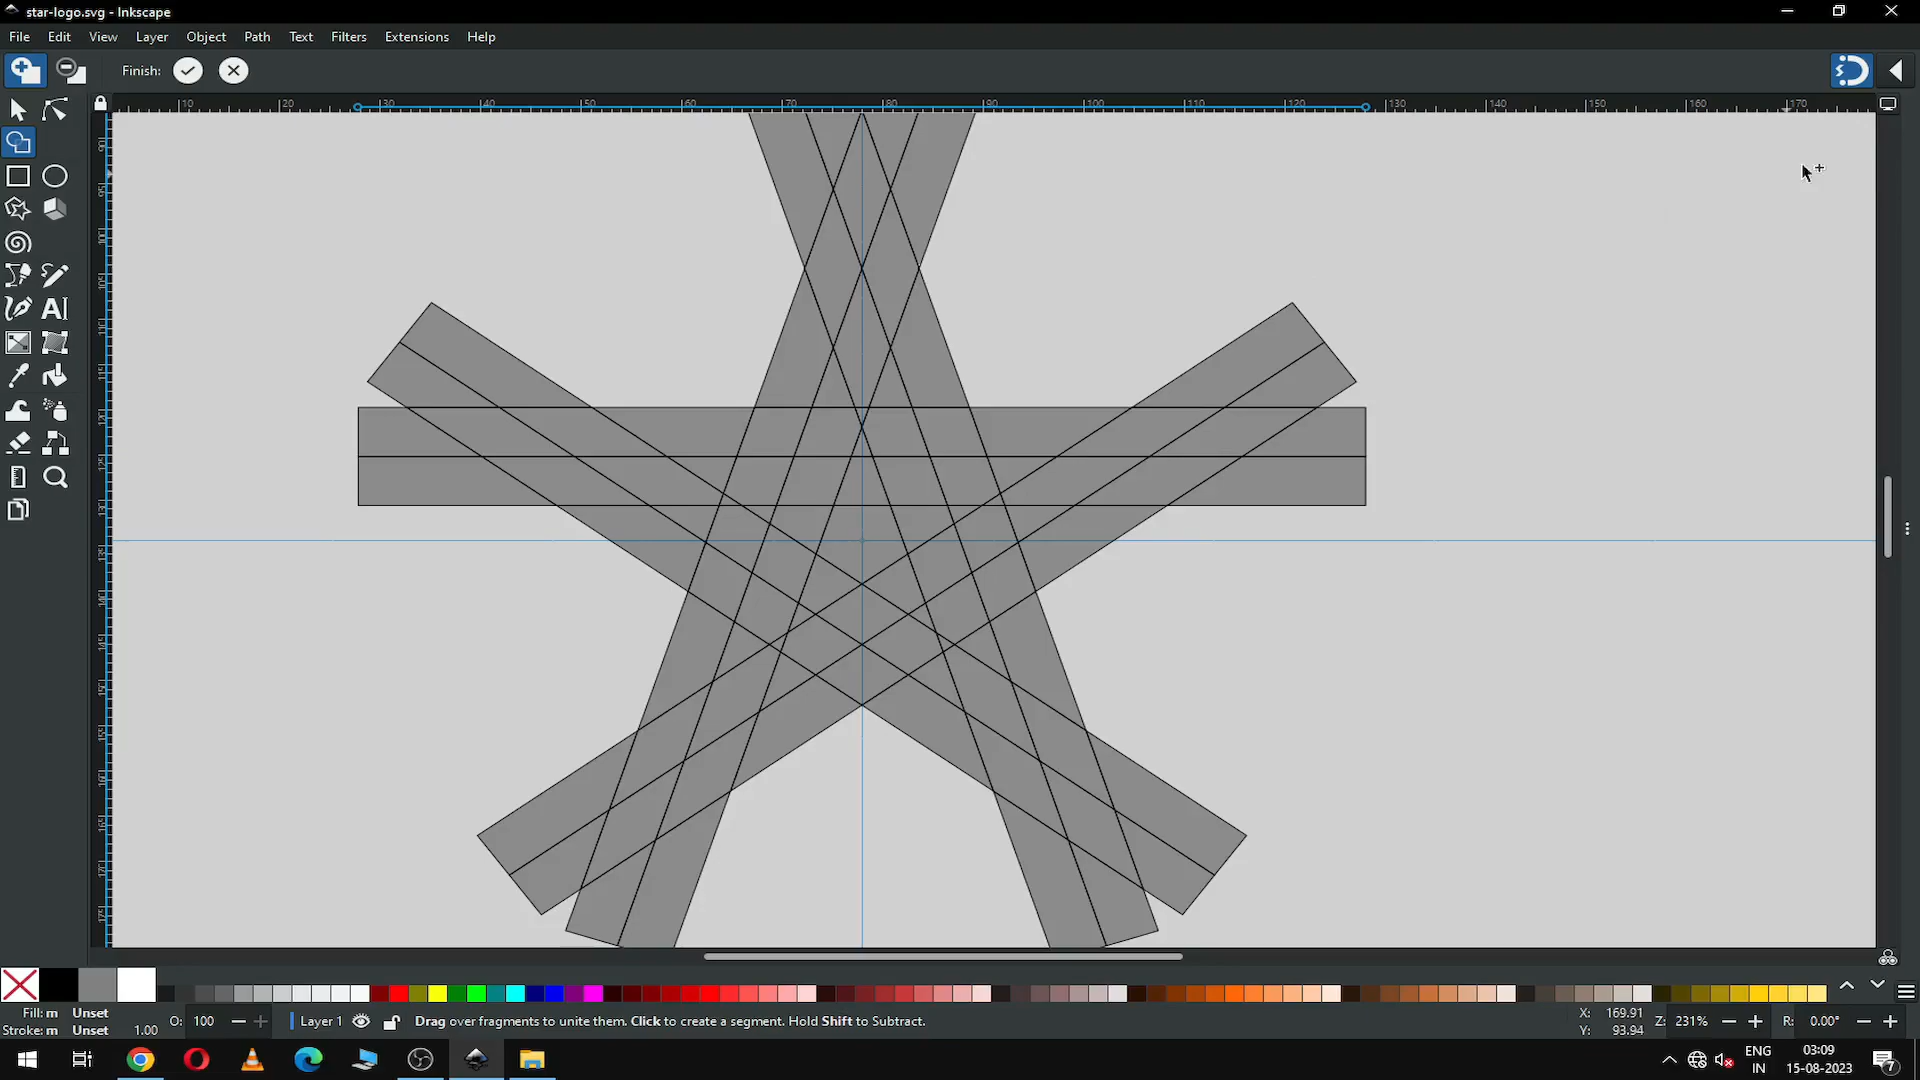 star-logo.svg - Inkscape
File Edit View Layer Object Path Text Filters Extensions Help
Finish:
10 20 30 40 50 60 70 80 90 100 110 120 130 140 150 160 170
Fill: m Unset
Stroke: m Unset 1.00
O: 100
Layer 1
Drag over fragments to unite them. Click to create a segment. Hold Shift to Subtract.
X: 169.91
Y: 93.94
Z: 231%
R: 0.00°
ENG
IN
03:09
15-08-2023
7